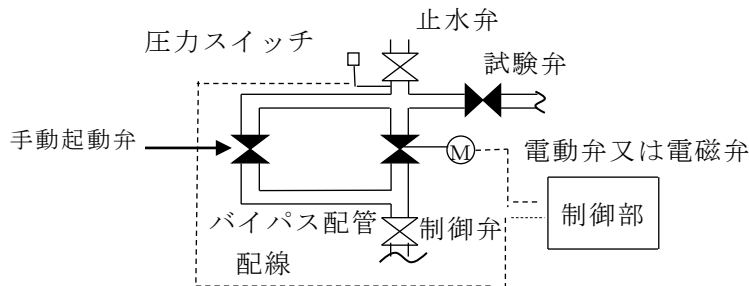 止水弁
圧力スイッチ
試験弁
手動起動弁
M
電動弁又は電磁弁
制御部
バイパス配管
制御弁
配線